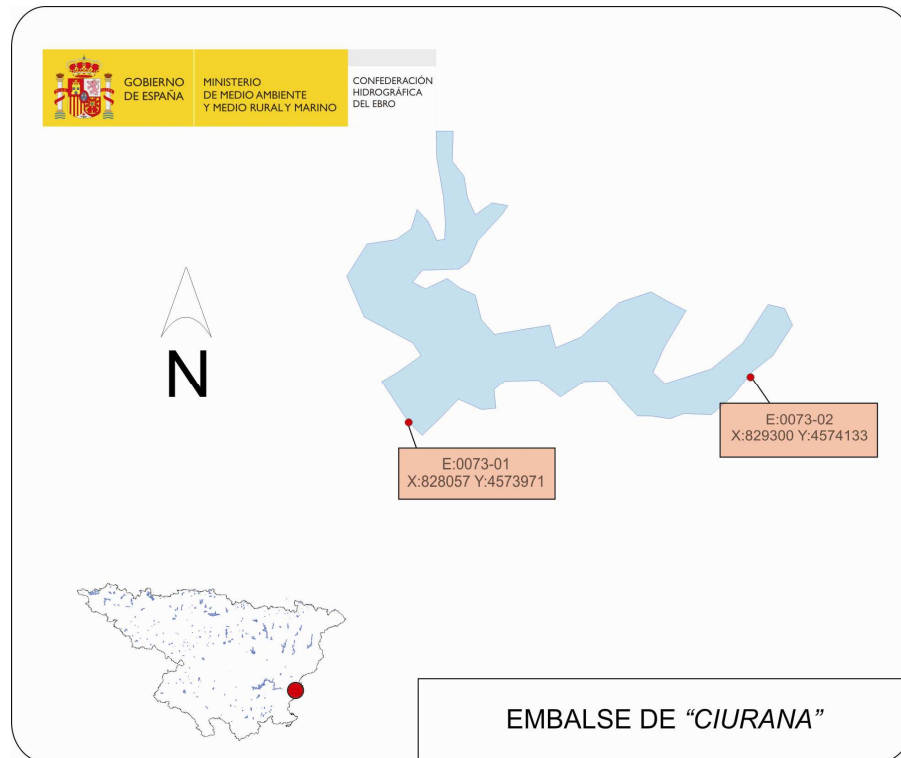 GOBIERNO
DE ESPAÑA
MINISTERIO
DE MEDIO AMBIENTE
Y MEDIO RURAL Y MARINO
CONFEDERACIÓN
HIDROGRÁFICA
DEL EBRO
N
E:0073-02
X:829300 Y:4574133
E:0073-01
X:828057 Y:4573971
EMBALSE DE “CIURANA”